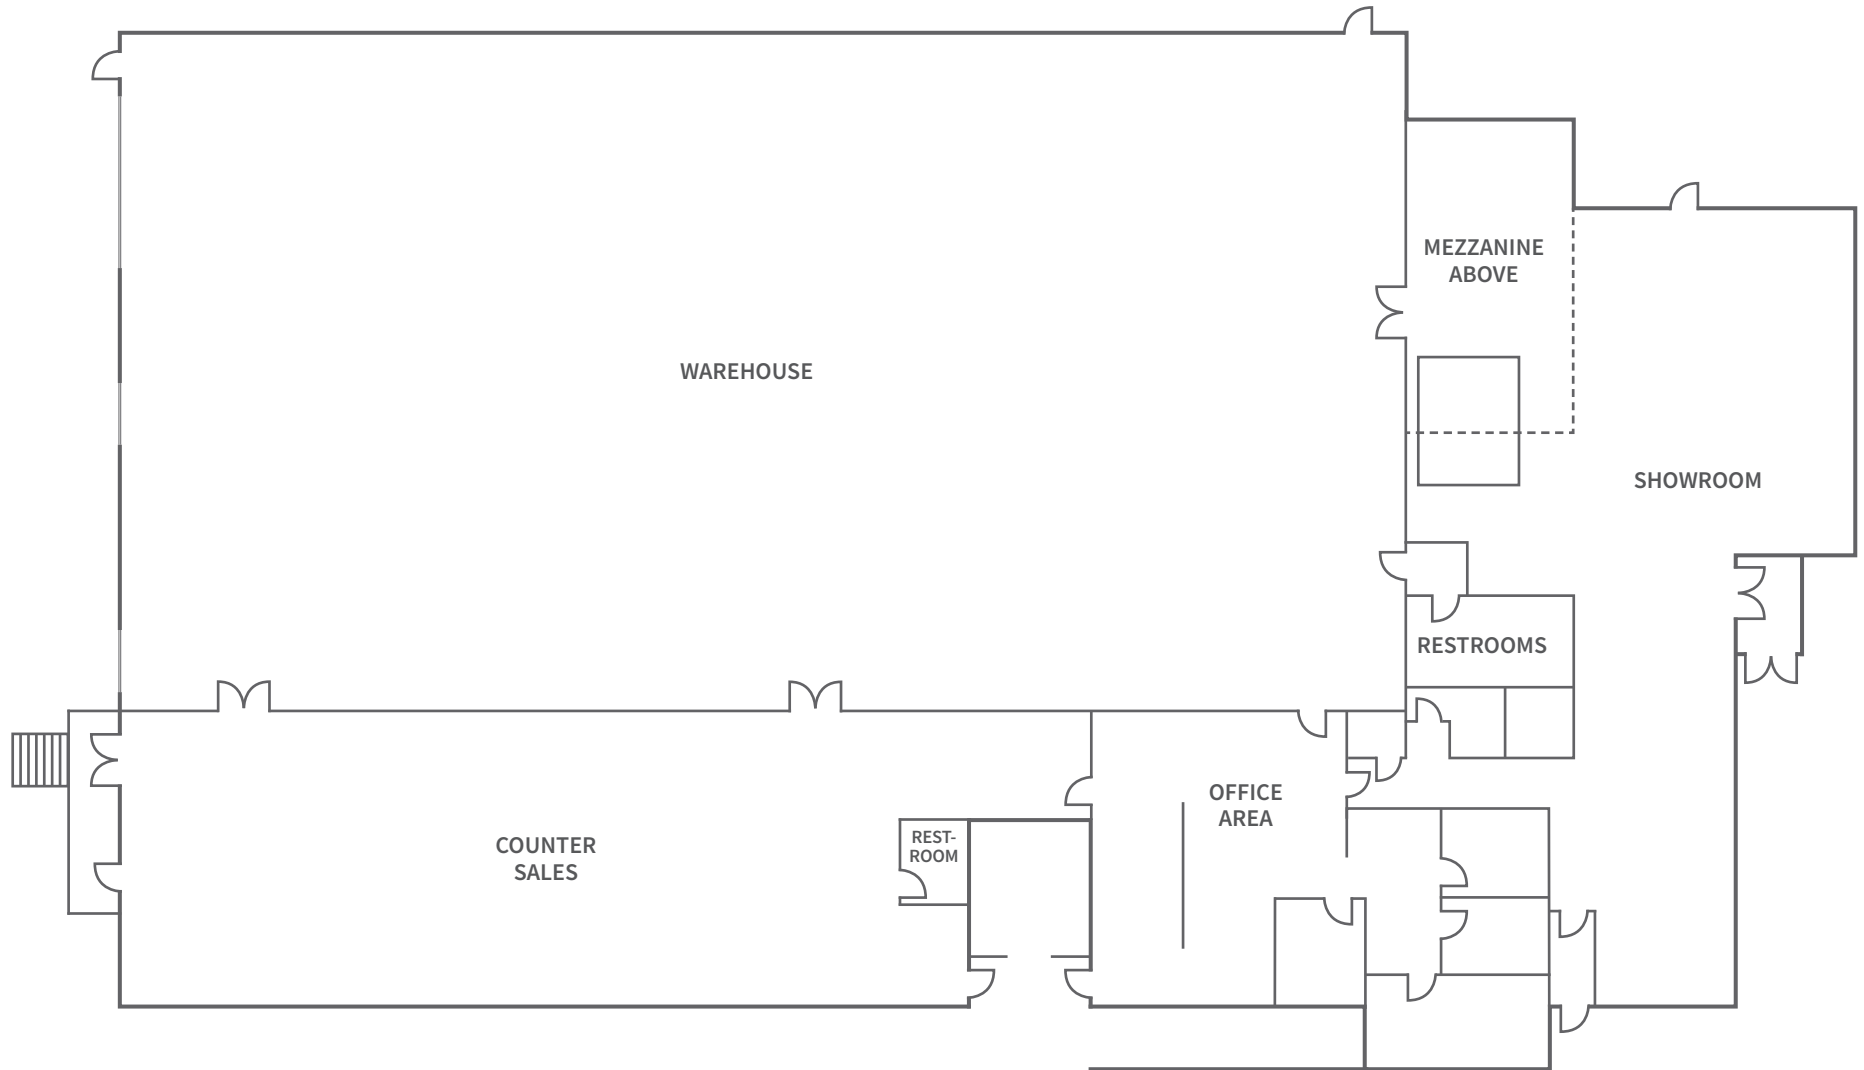 MEZZANINE
ABOVE
WAREHOUSE
SHOWROOM
RESTROOMS
OFFICE
AREA
REST-
ROOM
COUNTER
SALES